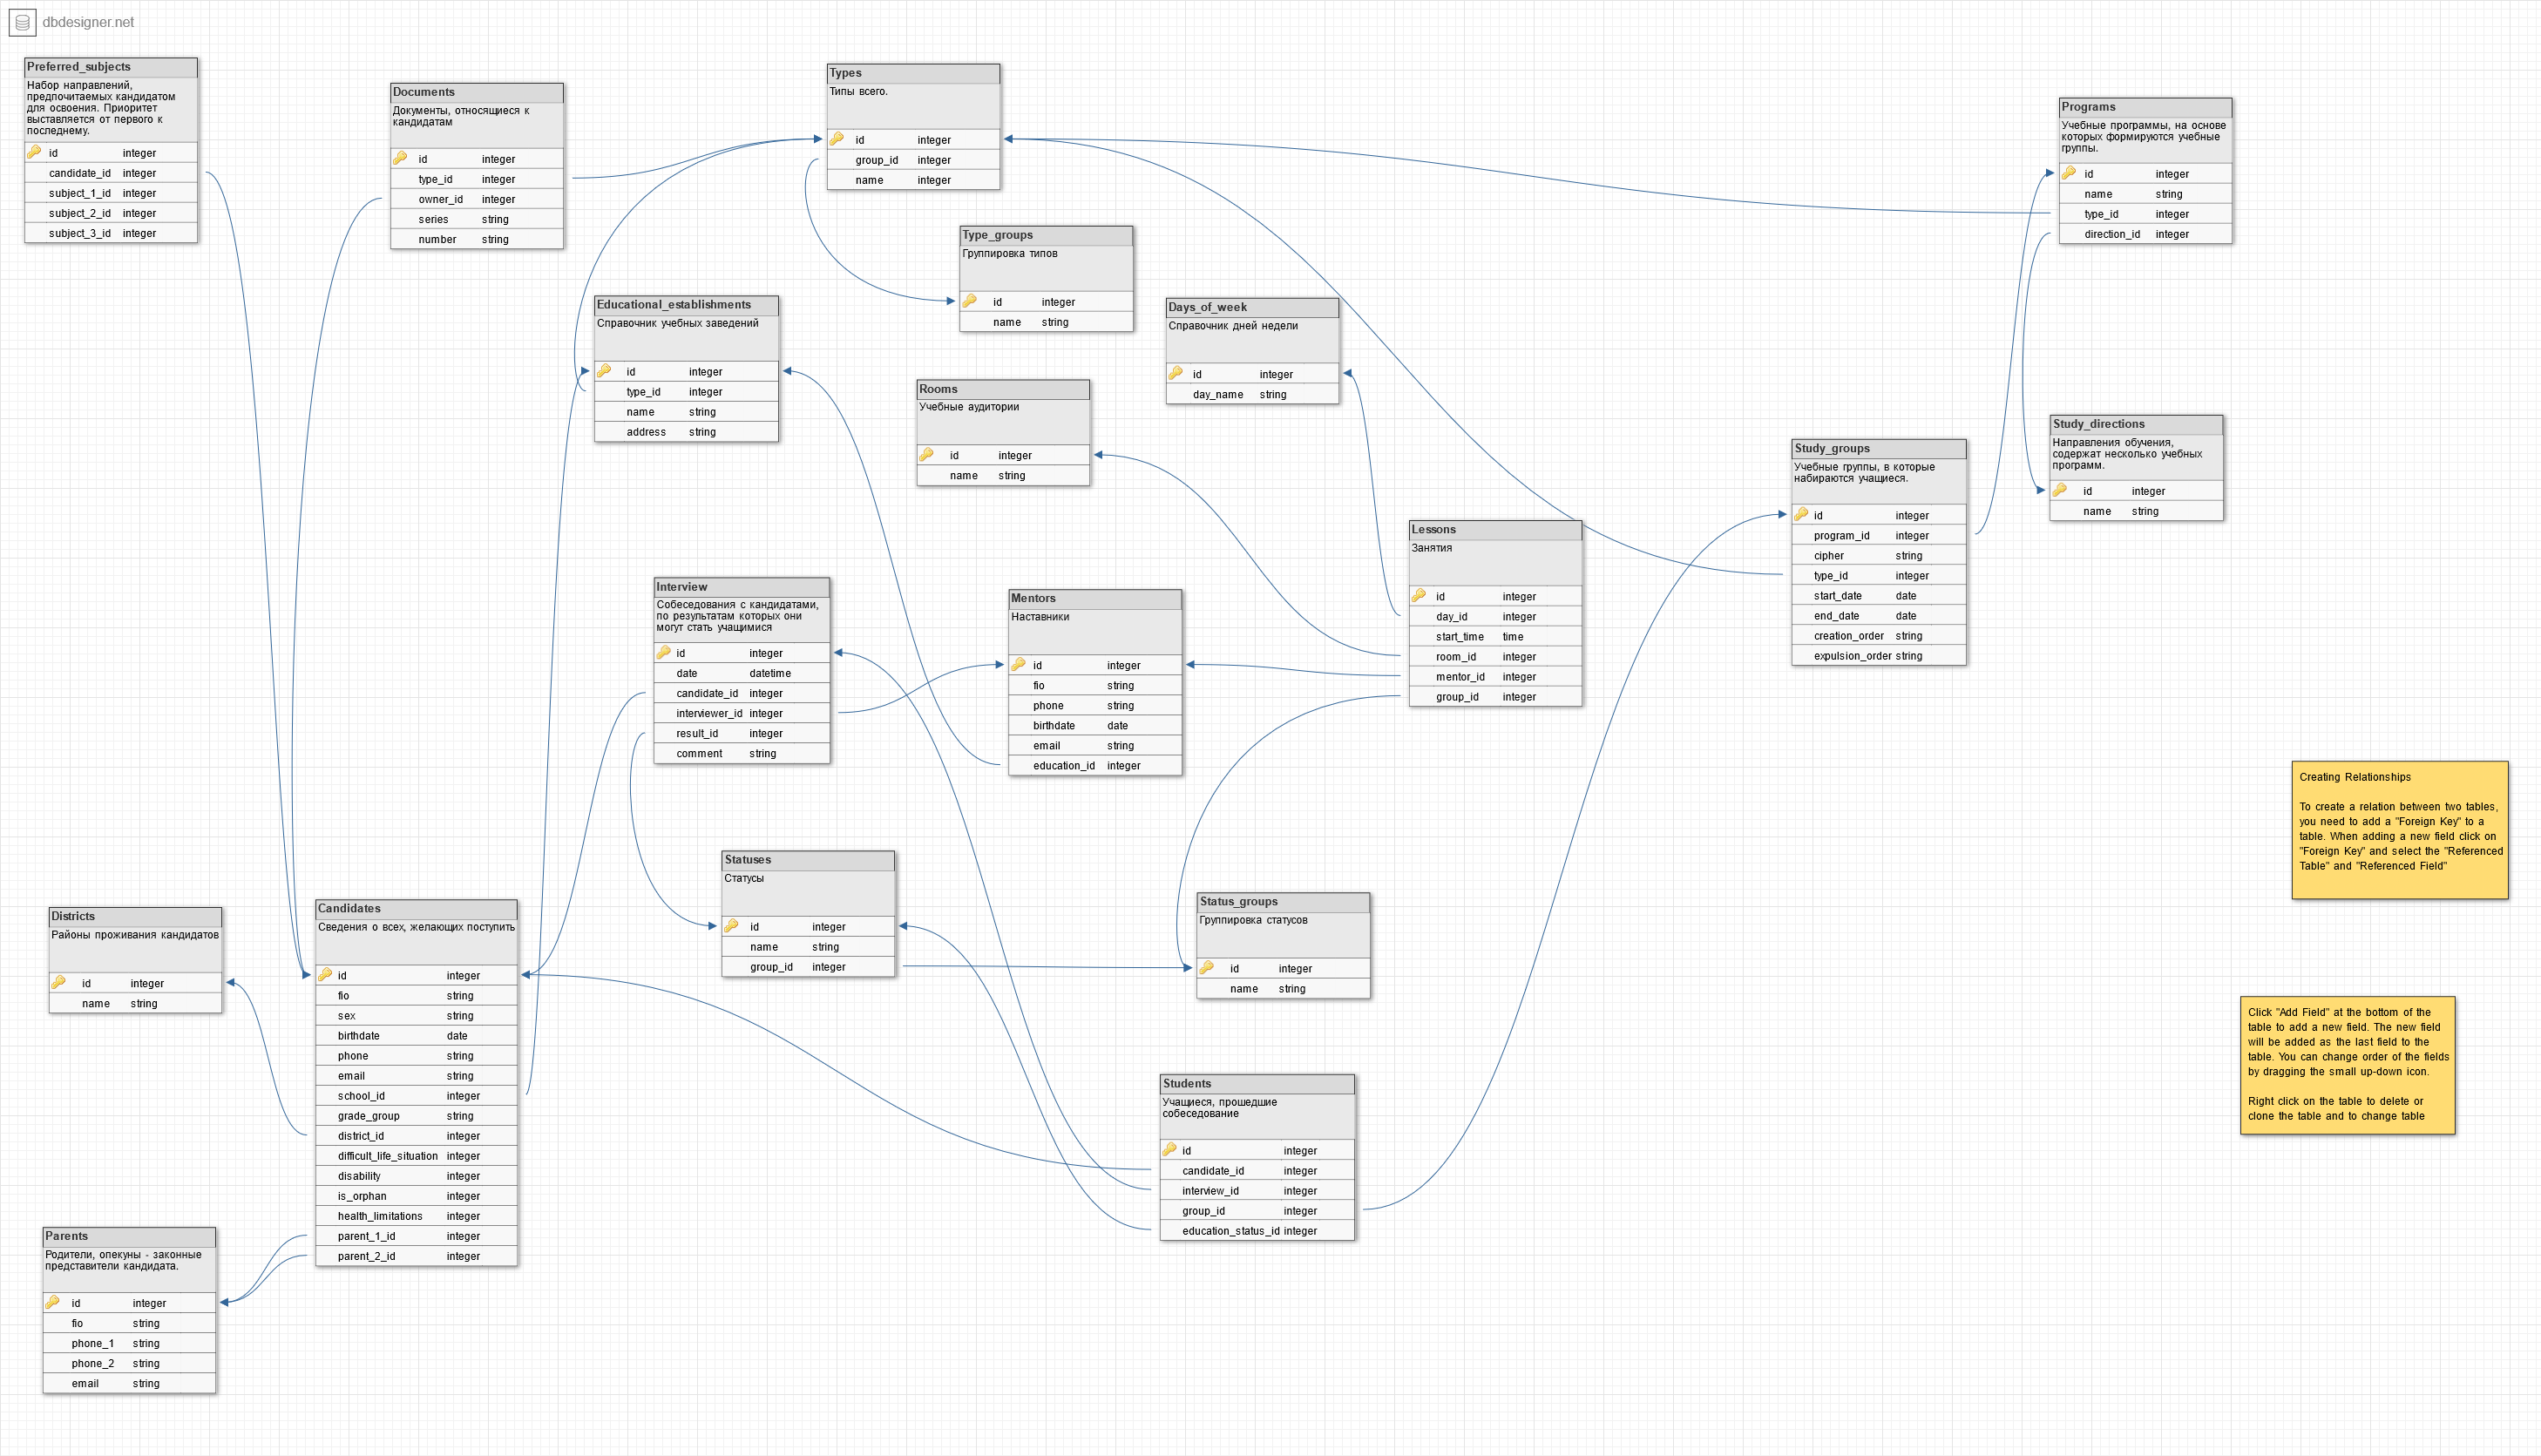 dbdesigner.net
Preferred_subjects
Набор направлений,
предпочитаемых кандидатом
для освоения. Приоритет
выставляется от первого к
последнему.
id integer
candidate_id integer
subject_1_id integer
subject_2_id integer
subject_3_id integer
Documents
Документы, относящиеся к
кандидатам
id integer
type_id integer
owner_id integer
series string
number string
Types
Типы всего.
id integer
group_id integer
name integer
Programs
Учебные программы, на основе
которых формируются учебные
группы.
id integer
name string
type_id integer
direction_id integer
Type_groups
Группировка типов
id integer
name string
Educational_establishments
Справочник учебных заведений
id integer
type_id integer
name string
address string
Days_of_week
Справочник дней недели
id integer
day_name string
Rooms
Учебные аудитории
id integer
name string
Study_directions
Направления обучения,
содержат несколько учебных
программ.
id integer
name string
Study_groups
Учебные группы, в которые
набираются учащиеся.
id integer
program_id integer
cipher string
type_id integer
start_date date
end_date date
creation_order string
expulsion_order string
Lessons
Занятия
id integer
day_id integer
start_time time
room_id integer
mentor_id integer
group_id integer
Interview
Собеседования с кандидатами,
по результатам которых они
могут стать учащимися
id integer
date datetime
candidate_id integer
interviewer_id integer
result_id integer
comment string
Mentors
Наставники
id integer
fio string
phone string
birthdate date
email string
education_id integer
Creating Relationships
To create a relation between two tables,
you need to add a "Foreign Key" to a
table. When adding a new field click on
"Foreign Key" and select the "Referenced
Table" and "Referenced Field"
Statuses
Статусы
id integer
name string
group_id integer
Status_groups
Группировка статусов
id integer
name string
Districts
Районы проживания кандидатов
id integer
name string
Candidates
Сведения о всех, желающих поступить
id integer
fio string
sex string
birthdate date
phone string
email string
school_id integer
grade_group string
district_id integer
difficult_life_situation integer
disability integer
is_orphan integer
health_limitations integer
parent_1_id integer
parent_2_id integer
Click "Add Field" at the bottom of the
table to add a new field. The new field
will be added as the last field to the
table. You can change order of the fields
by dragging the small up-down icon.
Right click on the table to delete or
clone the table and to change table
Students
Учащиеся, прошедшие
собеседование
id integer
candidate_id integer
interview_id integer
group_id integer
education_status_id integer
Parents
Родители, опекуны - законные
представители кандидата.
id integer
fio string
phone_1 string
phone_2 string
email string